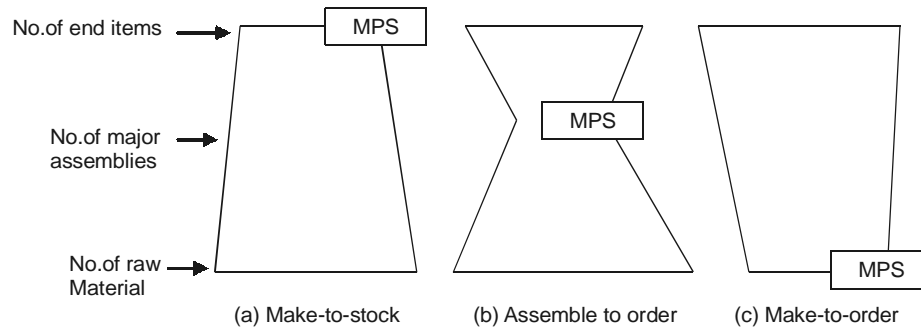 No.of end items
MPS
No.of major
assemblies
MPS
No.of raw
Material
MPS
(a) Make-to-stock
(b) Assemble to order
(c) Make-to-order